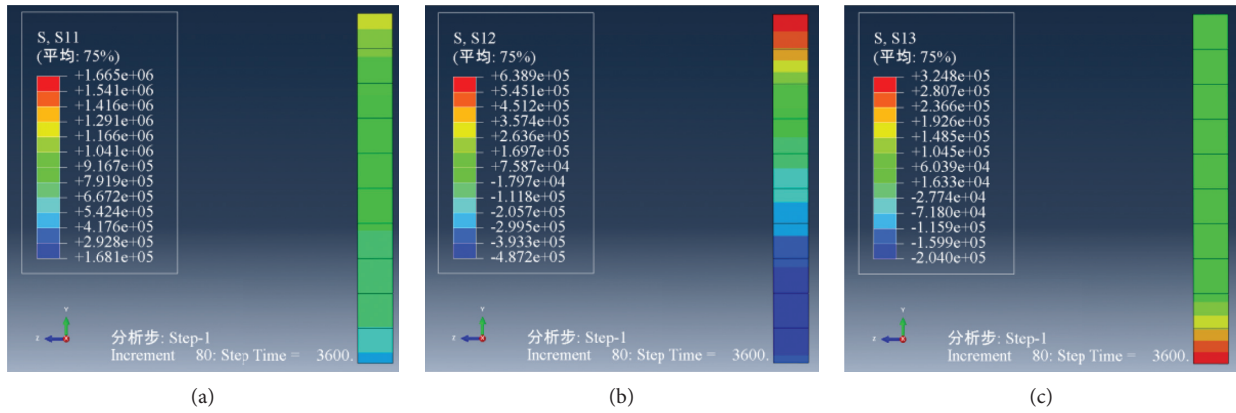 S, S11
(平均: 75%)
+1.665e+06
+1.541e+06
+1.416e+06
+1.291e+06
+1.166e+06
+1.041e+06
+9.167e+05
+7.919e+05
+6.672e+05
+5.424e+05
+4.176e+05
+2.928e+05
+1.681e+05
Y
Z
分析步: Step-1
Increment 80: Step Time = 3600.
(a)
S, S12
(平均: 75%)
+6.389e+05
+5.451e+05
+4.512e+05
+3.574e+05
+2.636e+05
+1.697e+05
+7.587e+04
-1.797e+04
-1.118e+05
-2.057e+05
-2.995e+05
-3.933e+05
-4.872e+05
Y
Z
分析步: Step-1
Increment 80: Step Time = 3600.
(b)
S, S13
(平均: 75%)
+3.248e+05
+2.807e+05
+2.366e+05
+1.926e+05
+1.485e+05
+1.045e+05
+6.039e+04
+1.633e+04
-2.774e+04
-7.180e+04
-1.159e+05
-1.599e+05
-2.040e+05
Y
Z
分析步: Step-1
Increment 80: Step Time = 3600.
(c)